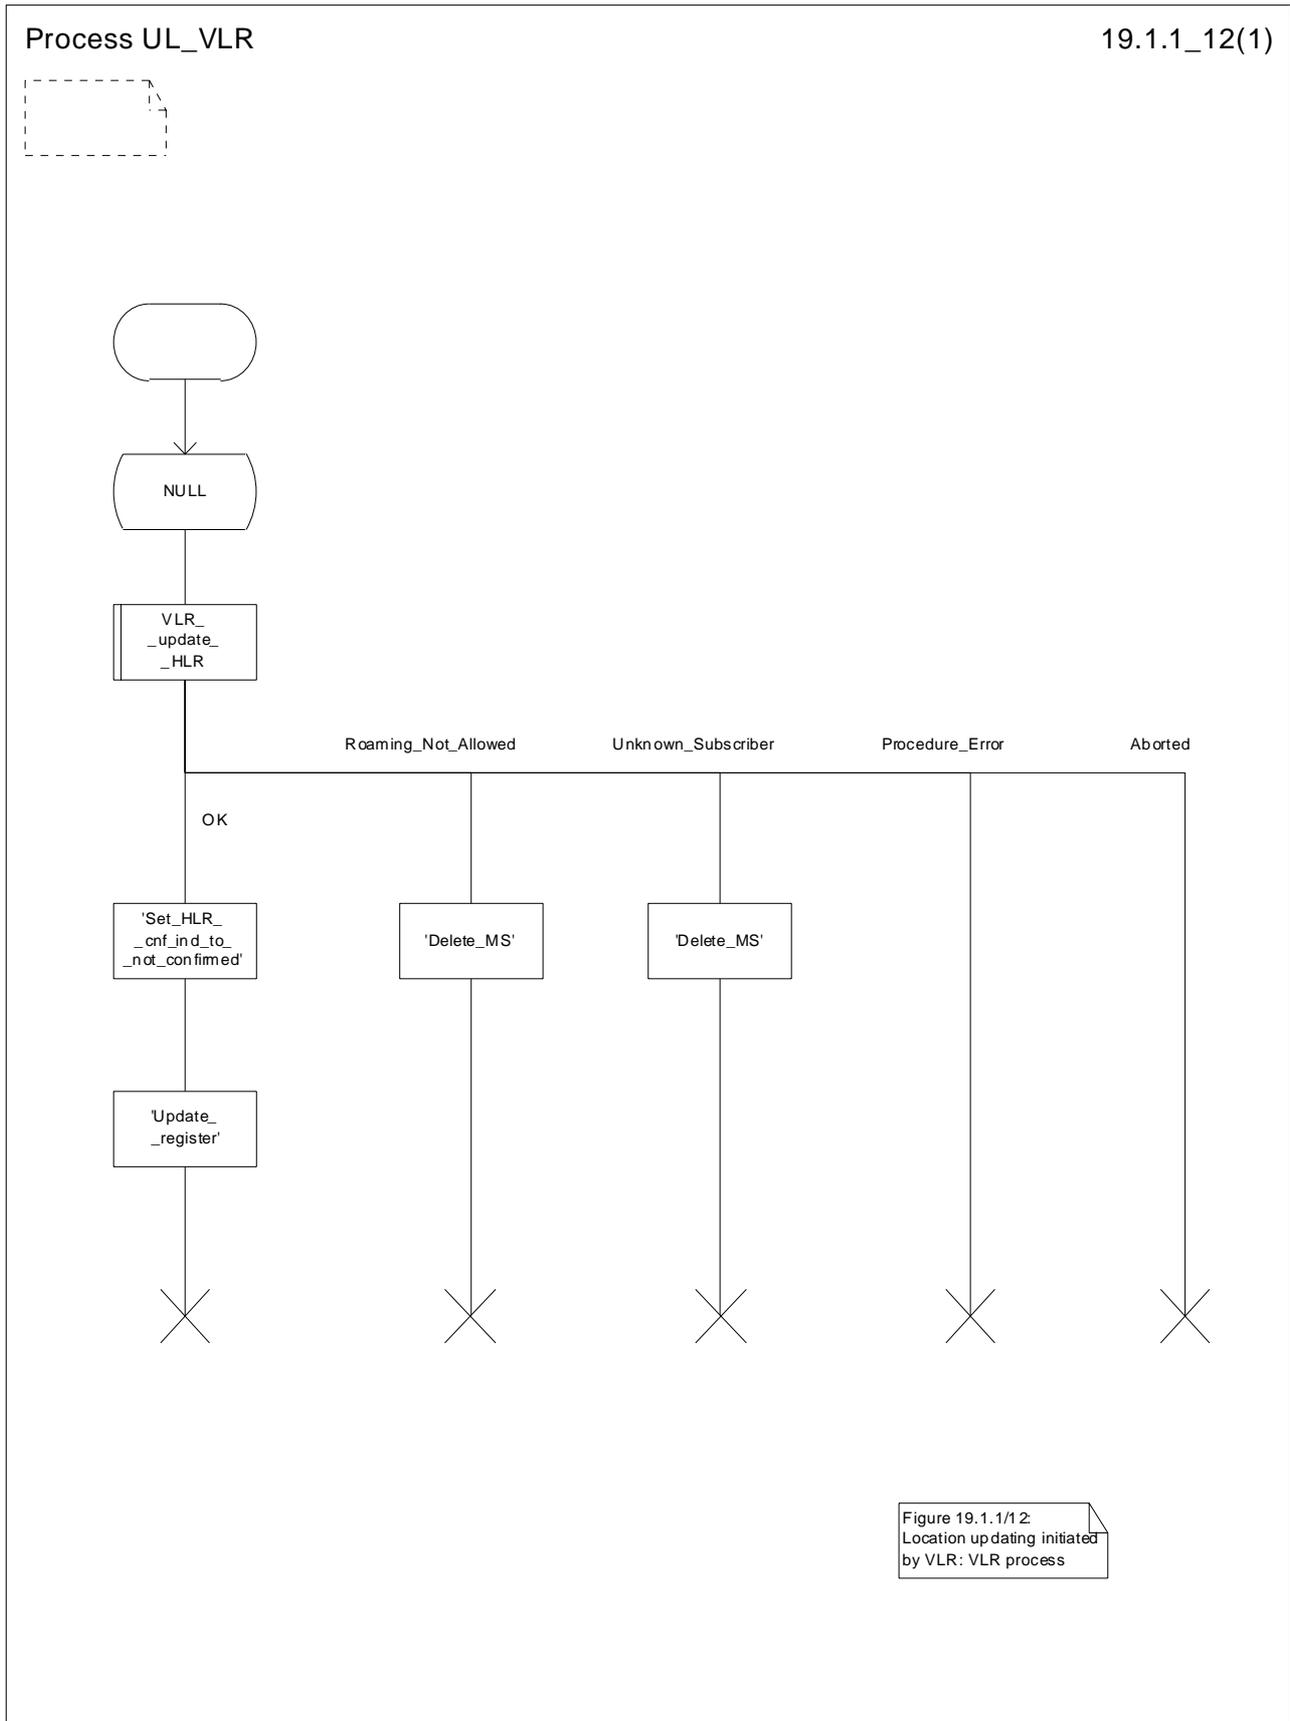 Process UL_VLR
19.1.1_12(1)
NULL
VLR_
_update_
_HLR
Roaming_Not_Allowed
Unknown_Subscriber
Procedure_Error
Aborted
OK
'Set_HLR_
_cnf_ind_to_
_not_confirmed'
'Delete_MS'
'Delete_MS'
'Update_
_register'
Figure 19.1.1/12:
Location updating initiated
by VLR: VLR process